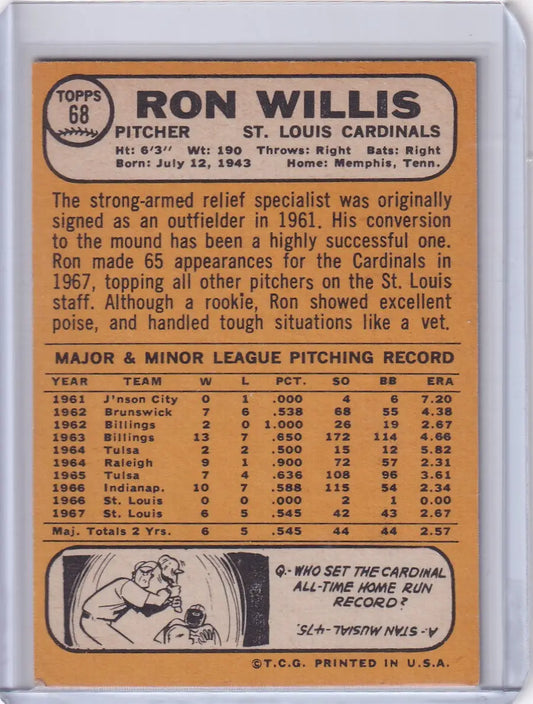 TOPPS
68
RON WILLIS
PITCHER ST. LOUIS CARDINALS
Ht: 6'3" Wt: 190 Throws: Right Bats: Right
Born: July 12, 1943 Home: Memphis, Tenn.
The strong-armed relief specialist was originally
signed as an outfielder in 1961. His conversion
to the mound has been a highly successful one.
Ron made 65 appearances for the Cardinals in
1967, topping all other pitchers on the St. Louis
staff. Although a rookie, Ron showed excellent
poise, and handled tough situations like a vet.
MAJOR & MINOR LEAGUE PITCHING RECORD
YEAR TEAM W L PCT. SO BB ERA
1961 J'nson City 0 1 .000 4 6 7.20
1962 Brunswick 7 6 .538 68 55 4.38
1962 Billings 2 0 1.000 26 19 2.67
1963 Billings 13 7 .650 172 114 4.66
1964 Tulsa 2 2 .500 15 12 5.82
1964 Raleigh 9 1 .900 72 57 2.31
1965 Tulsa 7 4 .636 108 96 3.61
1966 Indianap. 10 7 .588 115 54 2.34
1966 St. Louis 0 0 .000 2 1 0.00
1967 St. Louis 6 5 .545 42 43 2.67
Maj. Totals 2 Yrs. 6 5 .545 44 44 2.57
Q.- WHO SET THE CARDINAL
ALL-TIME HOME RUN
RECORD?
A- STAN MUSIAL - 475.
©T.C.G. PRINTED IN U.S.A.